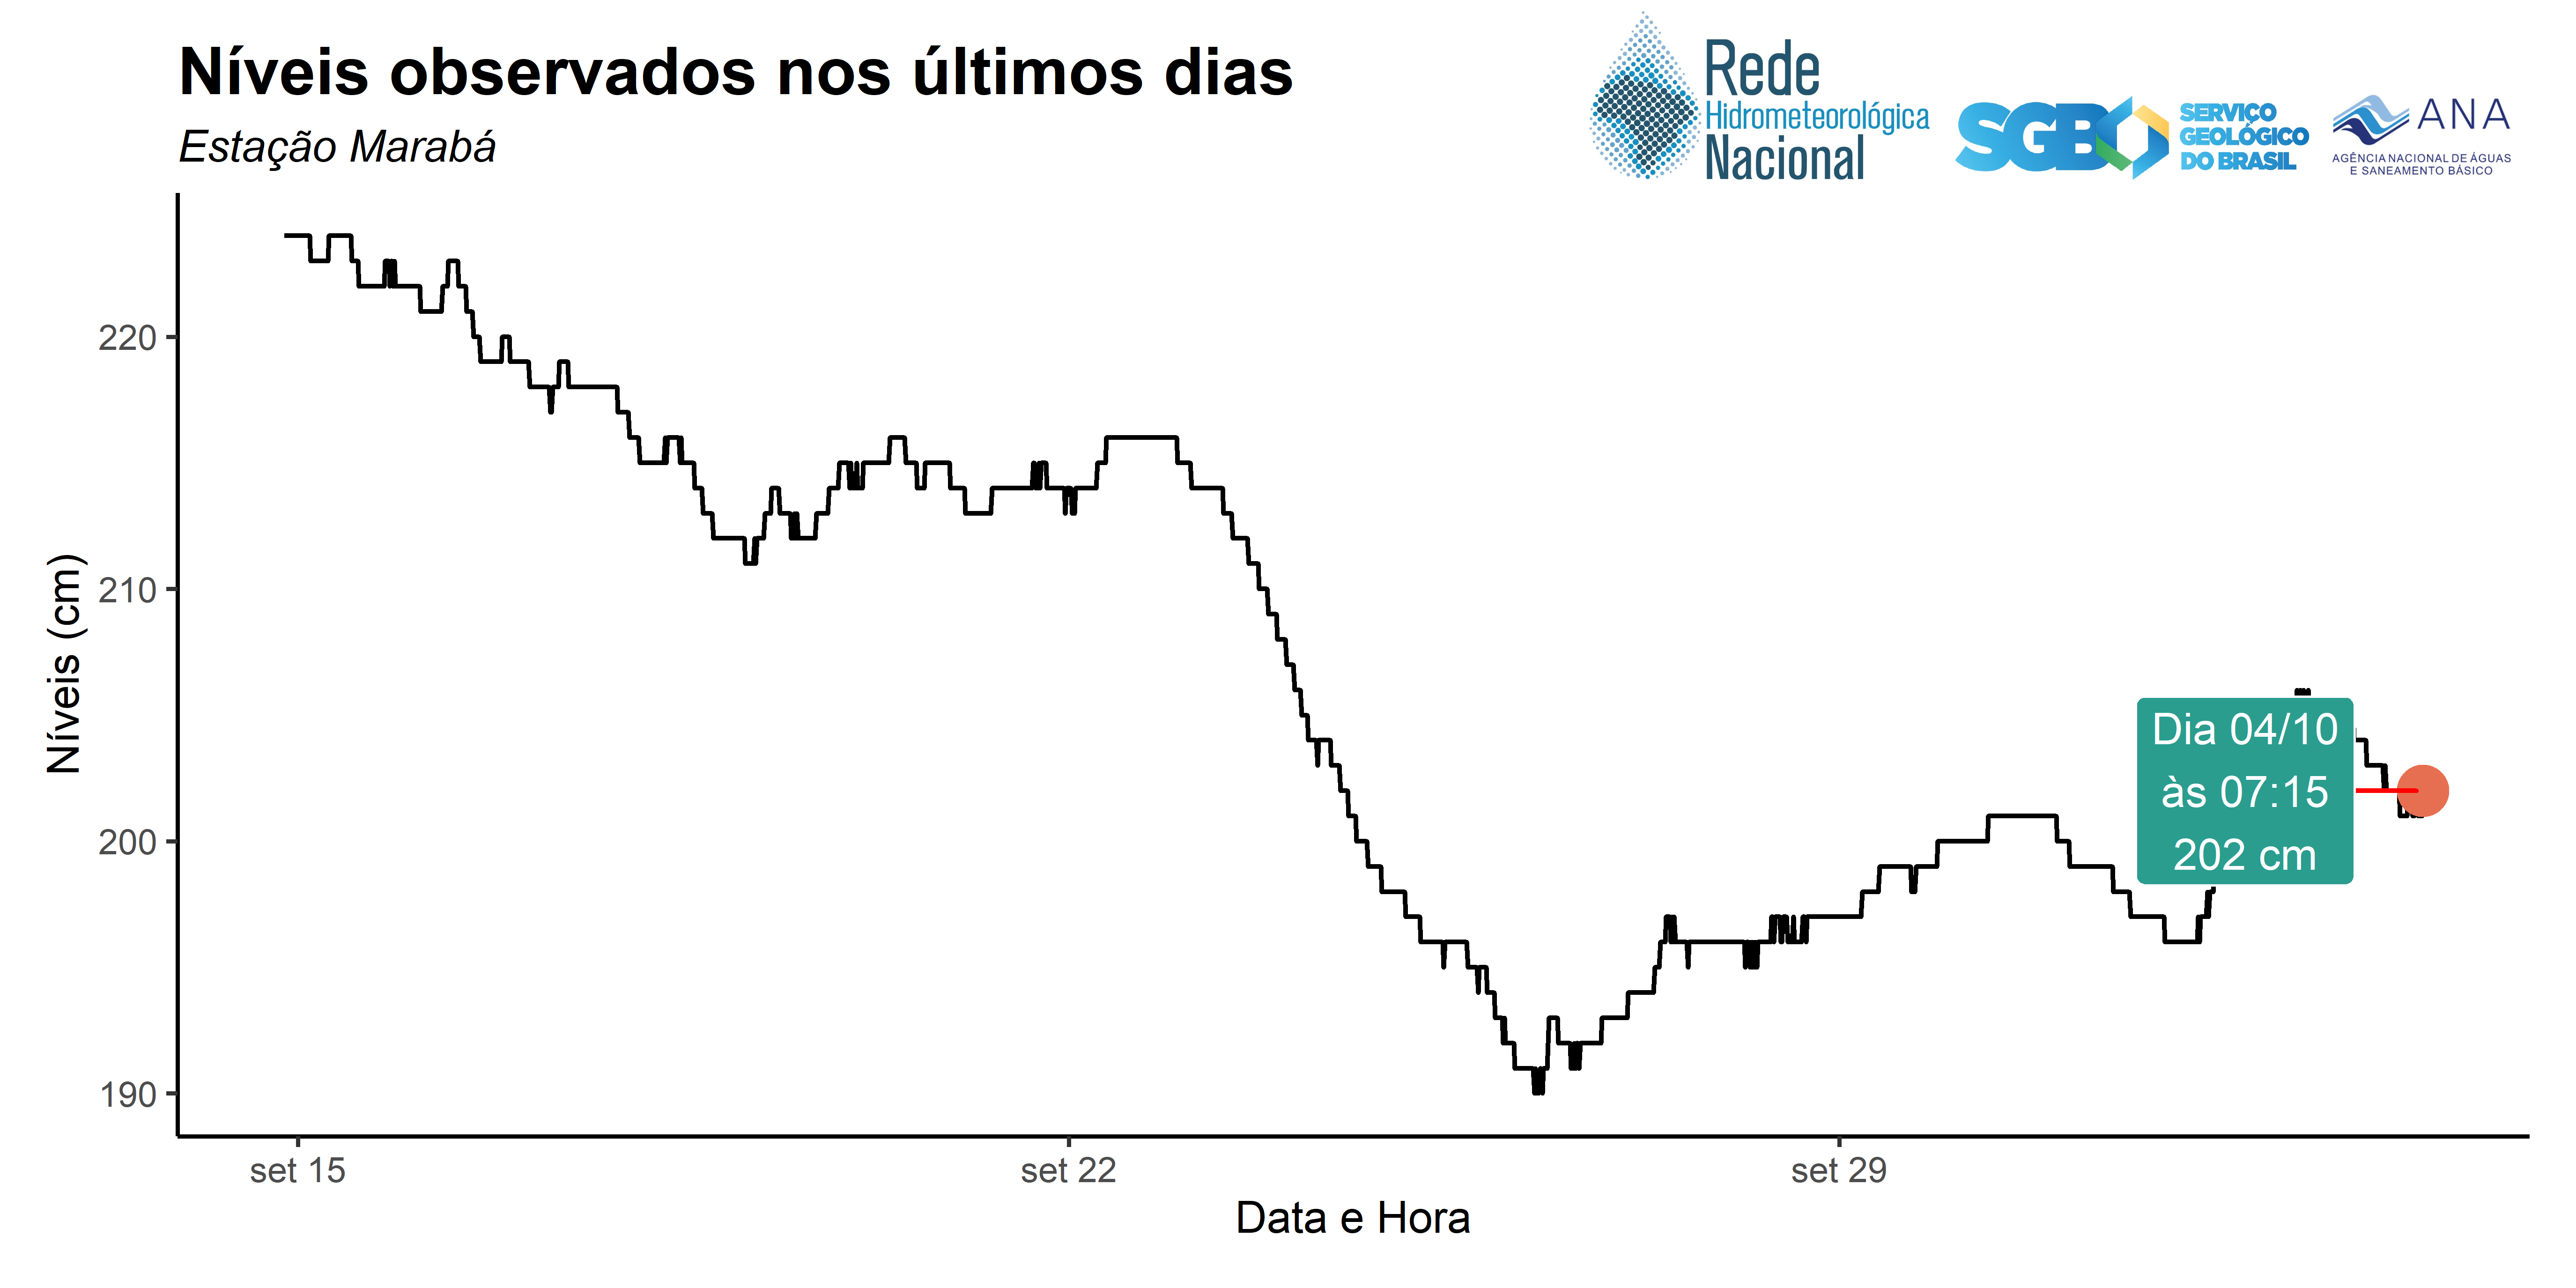 Níveis observados nos últimos dias
Estação Marabá
Rede
Hidrometeorológica
Nacional
SGB
SERVIÇO
GEOLÓGICO
DO BRASIL
ANA
AGÊNCIA NACIONAL DE ÁGUAS
E SANEAMENTO BÁSICO
Níveis (cm)
220
210
200
190
Dia 04/10
às 07:15
202 cm
set 15
set 22
set 29
Data e Hora